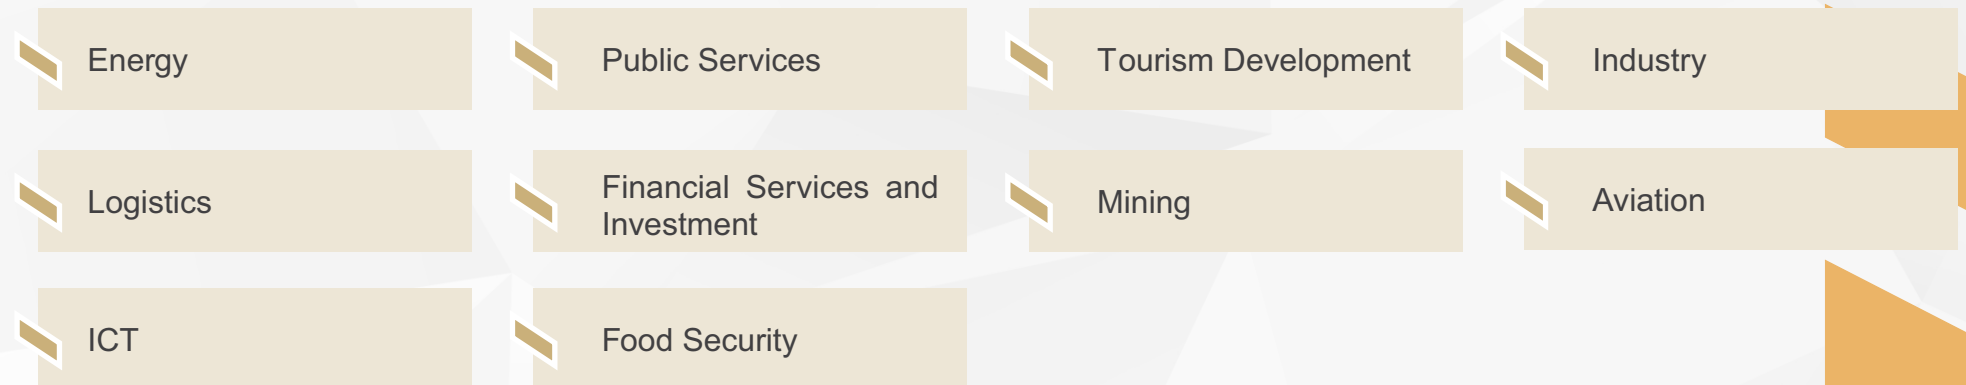 Energy
Public Services
Tourism Development
Industry
Logistics
Financial Services and
Investment
Mining
Aviation
ICT
Food Security